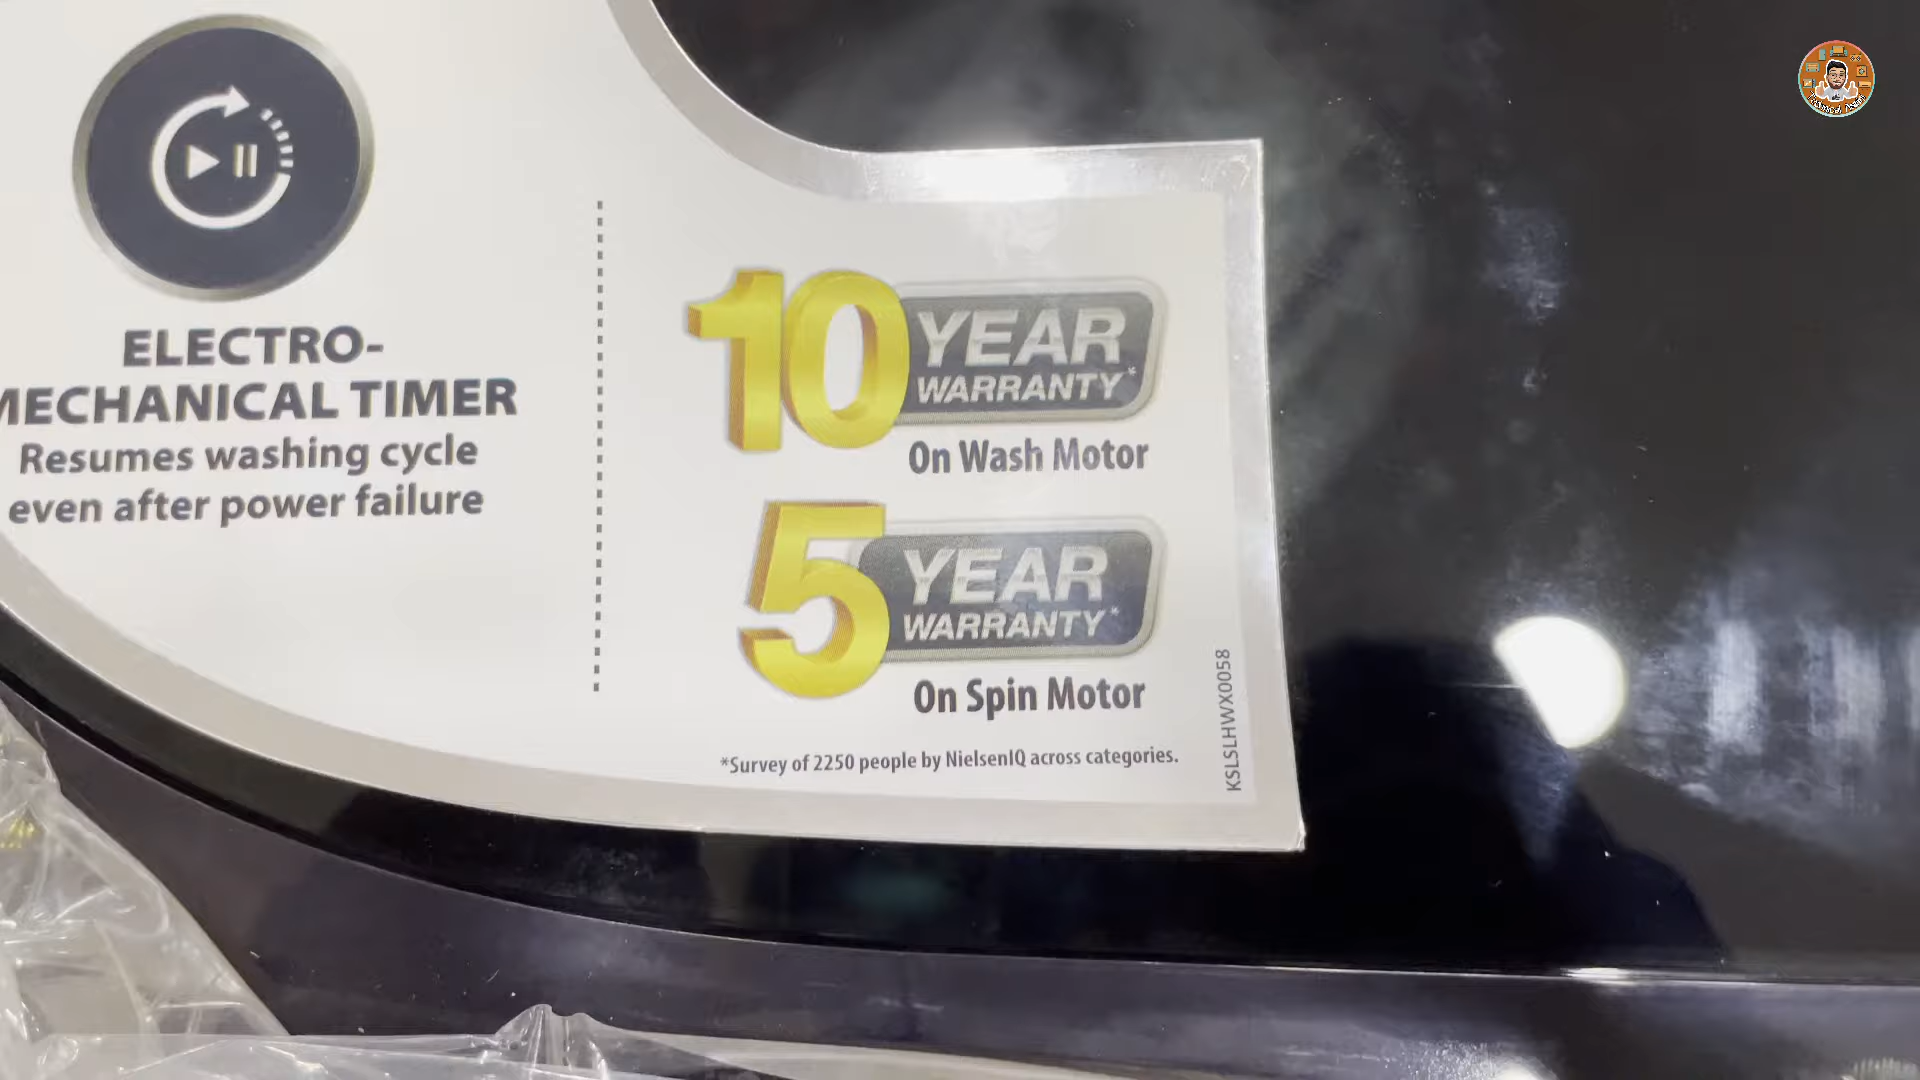 ELECTRO-
MECHANICAL TIMER
Resumes washing cycle
even after power failure
10 YEAR
WARRANTY*
On Wash Motor
5 YEAR
WARRANTY*
On Spin Motor
*Survey of 2250 people by NielsenIQ across categories.
KSLSLHWX0058